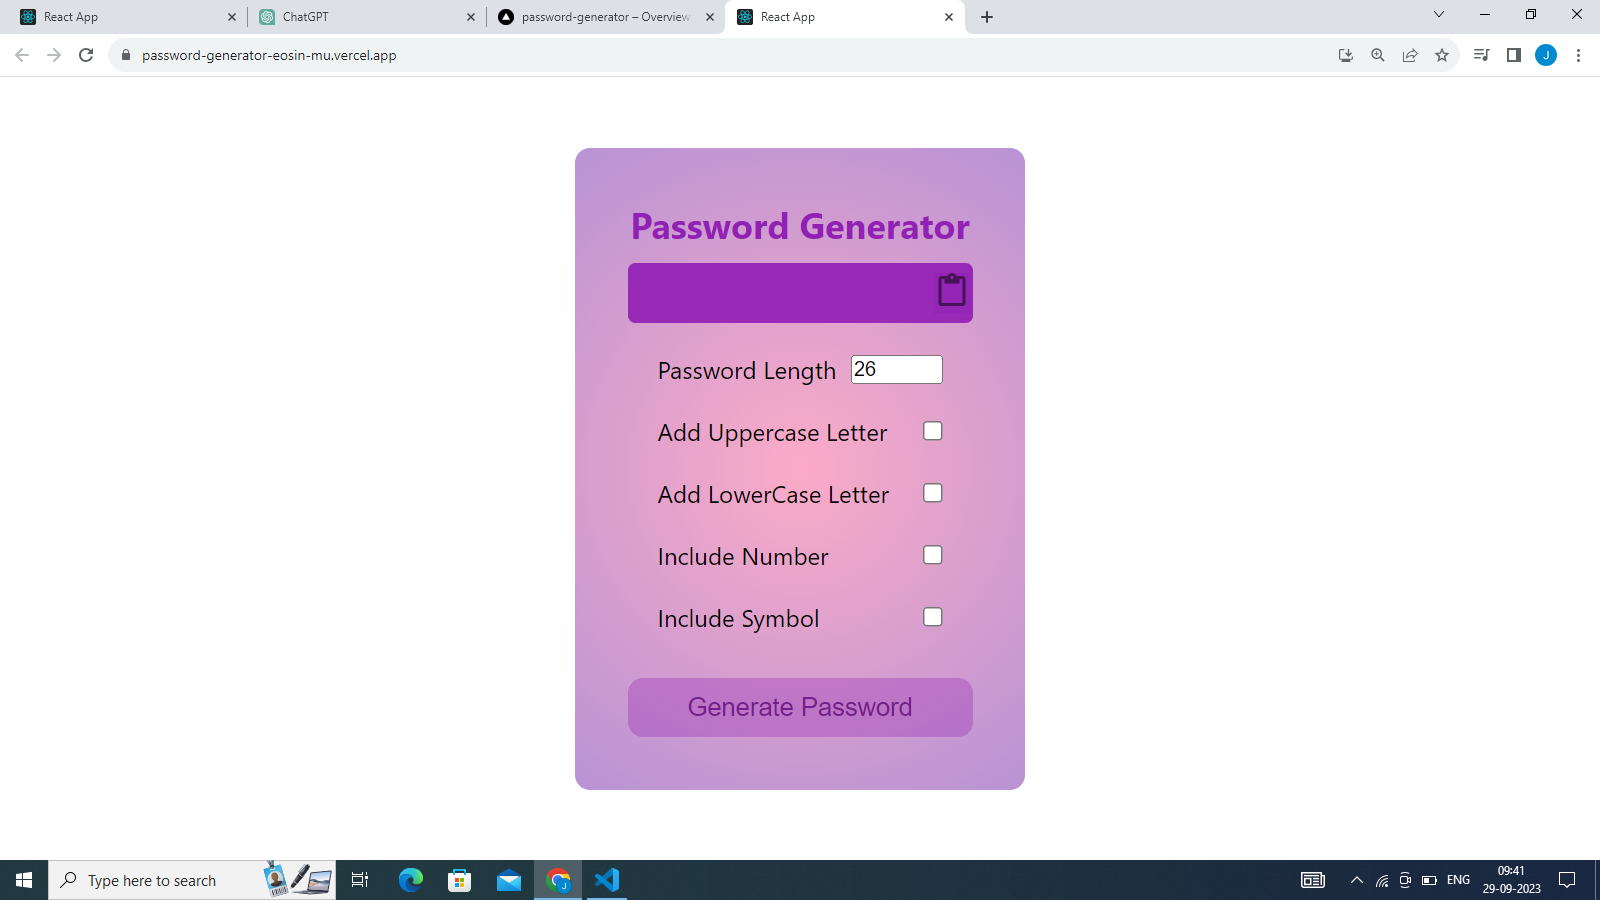 React App
ChatGPT
password-generator – Overview
React App
password-generator-eosin-mu.vercel.app
J
Password Generator
Password Length 26
Add Uppercase Letter
Add LowerCase Letter
Include Number
Include Symbol
Generate Password
Type here to search
J
ENG
09:41
29-09-2023